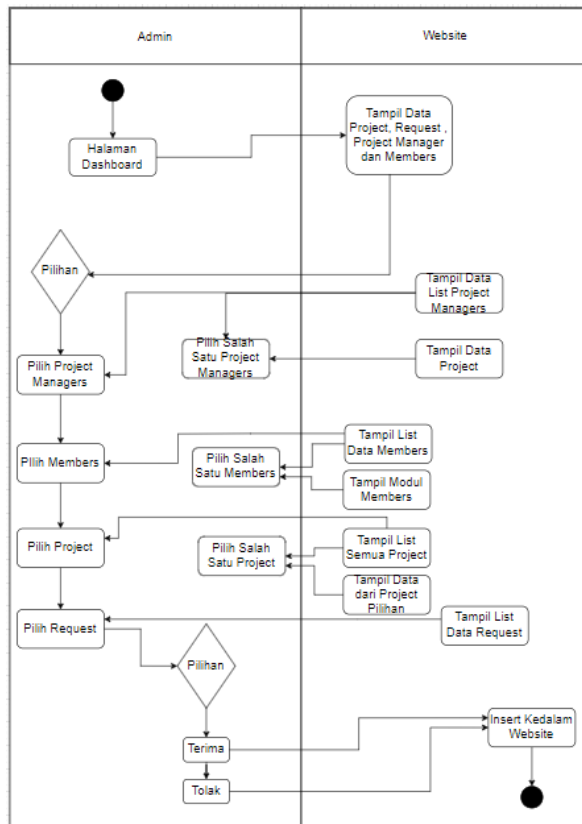 Admin
Website
Halaman
Dashboard
Tampil Data
Project, Request ,
Project Manager
dan Members
Pilihan
Tampil Data
List Project
Managers
Pilih Project
Managers
Pilih Salah
Satu Project
Managers
Tampil Data
Project
PIlih Members
Pilih Salah
Satu Members
Tampil List
Data Members
Tampil Modul
Members
Pilih Project
Pilih Salah
Satu Project
Tampil List
Semua Project
Tampil Data
dari Project
Pilihan
Pilih Request
Tampil List
Data Request
Pilihan
Terima
Insert Kedalam
Website
Tolak